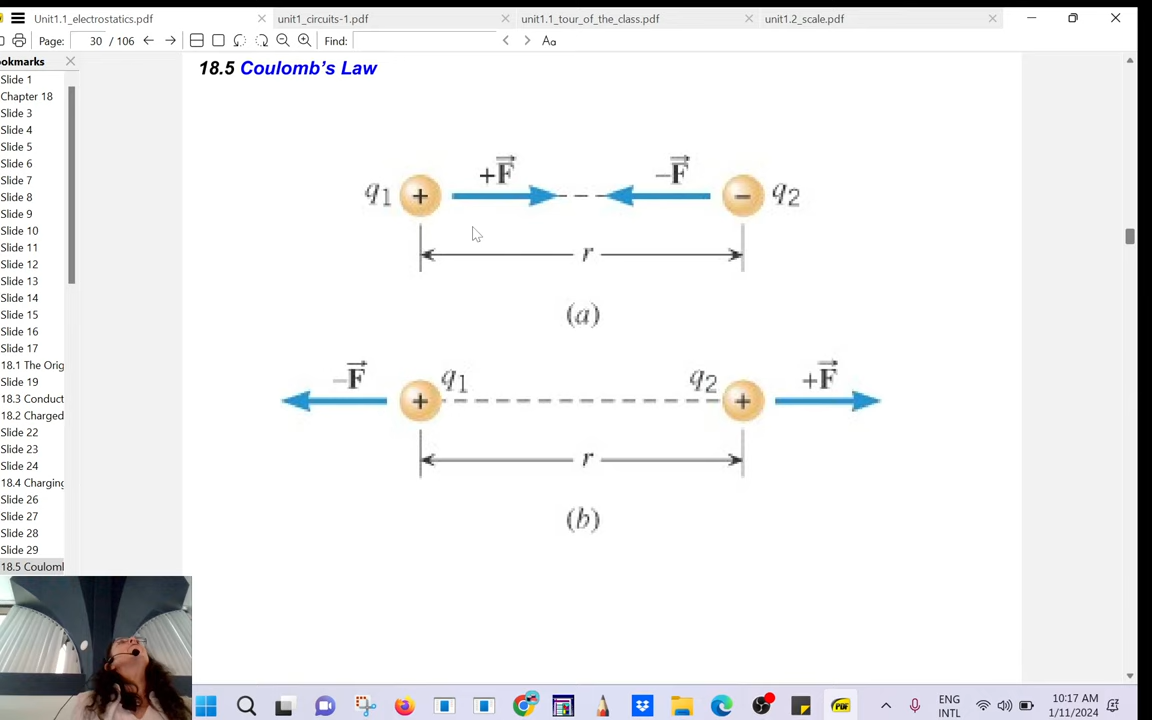 Unit1.1_electrostatics.pdf
unit1_circuits-1.pdf
unit1.1_tour_of_the_class.pdf
unit1.2_scale.pdf
Page: 30 / 106
Find:
Aa
okmarks
Slide 1
Chapter 18
Slide 3
Slide 4
Slide 5
Slide 6
Slide 7
Slide 8
Slide 9
Slide 10
Slide 11
Slide 12
Slide 13
Slide 14
Slide 15
Slide 16
Slide 17
18.1 The Orig
Slide 19
18.3 Conduct
18.2 Charged
Slide 22
Slide 23
Slide 24
18.4 Charging
Slide 26
Slide 27
Slide 28
Slide 29
18.5 Coulomb
18.5 Coulomb's Law
+F −F
q1 + − q2
r
(a)
−F q1 q2 +F
+ +
r
(b)
PDF
ENG
INTL
10:17 AM
1/11/2024